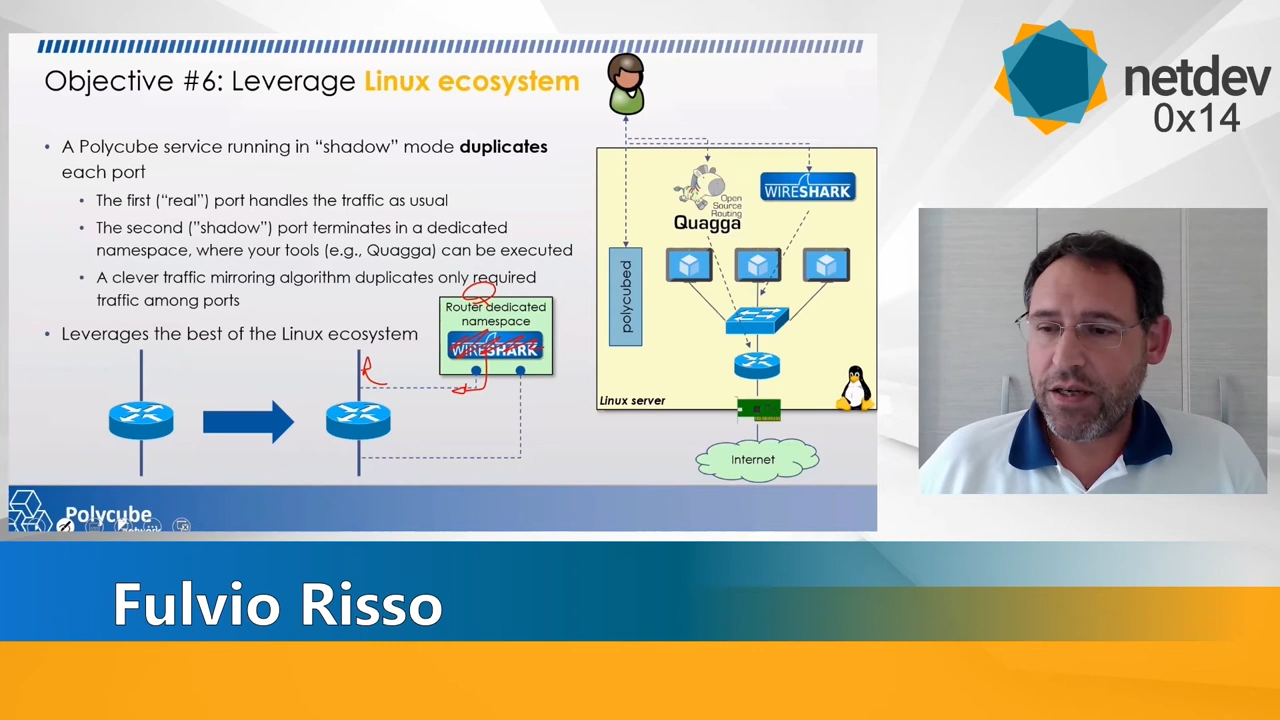 Objective #6: Leverage Linux ecosystem
• A Polycube service running in “shadow” mode duplicates
each port
• The first (“real”) port handles the traffic as usual
• The second (”shadow”) port terminates in a dedicated
namespace, where your tools (e.g., Quagga) can be executed
• A clever traffic mirroring algorithm duplicates only required
traffic among ports
• Leverages the best of the Linux ecosystem
Router dedicated
namespace
WIRESHARK
Open
Source
Routing
Quagga
WIRESHARK
polycubed
Linux server
Internet
Polycube
netdev
0x14
Fulvio Risso